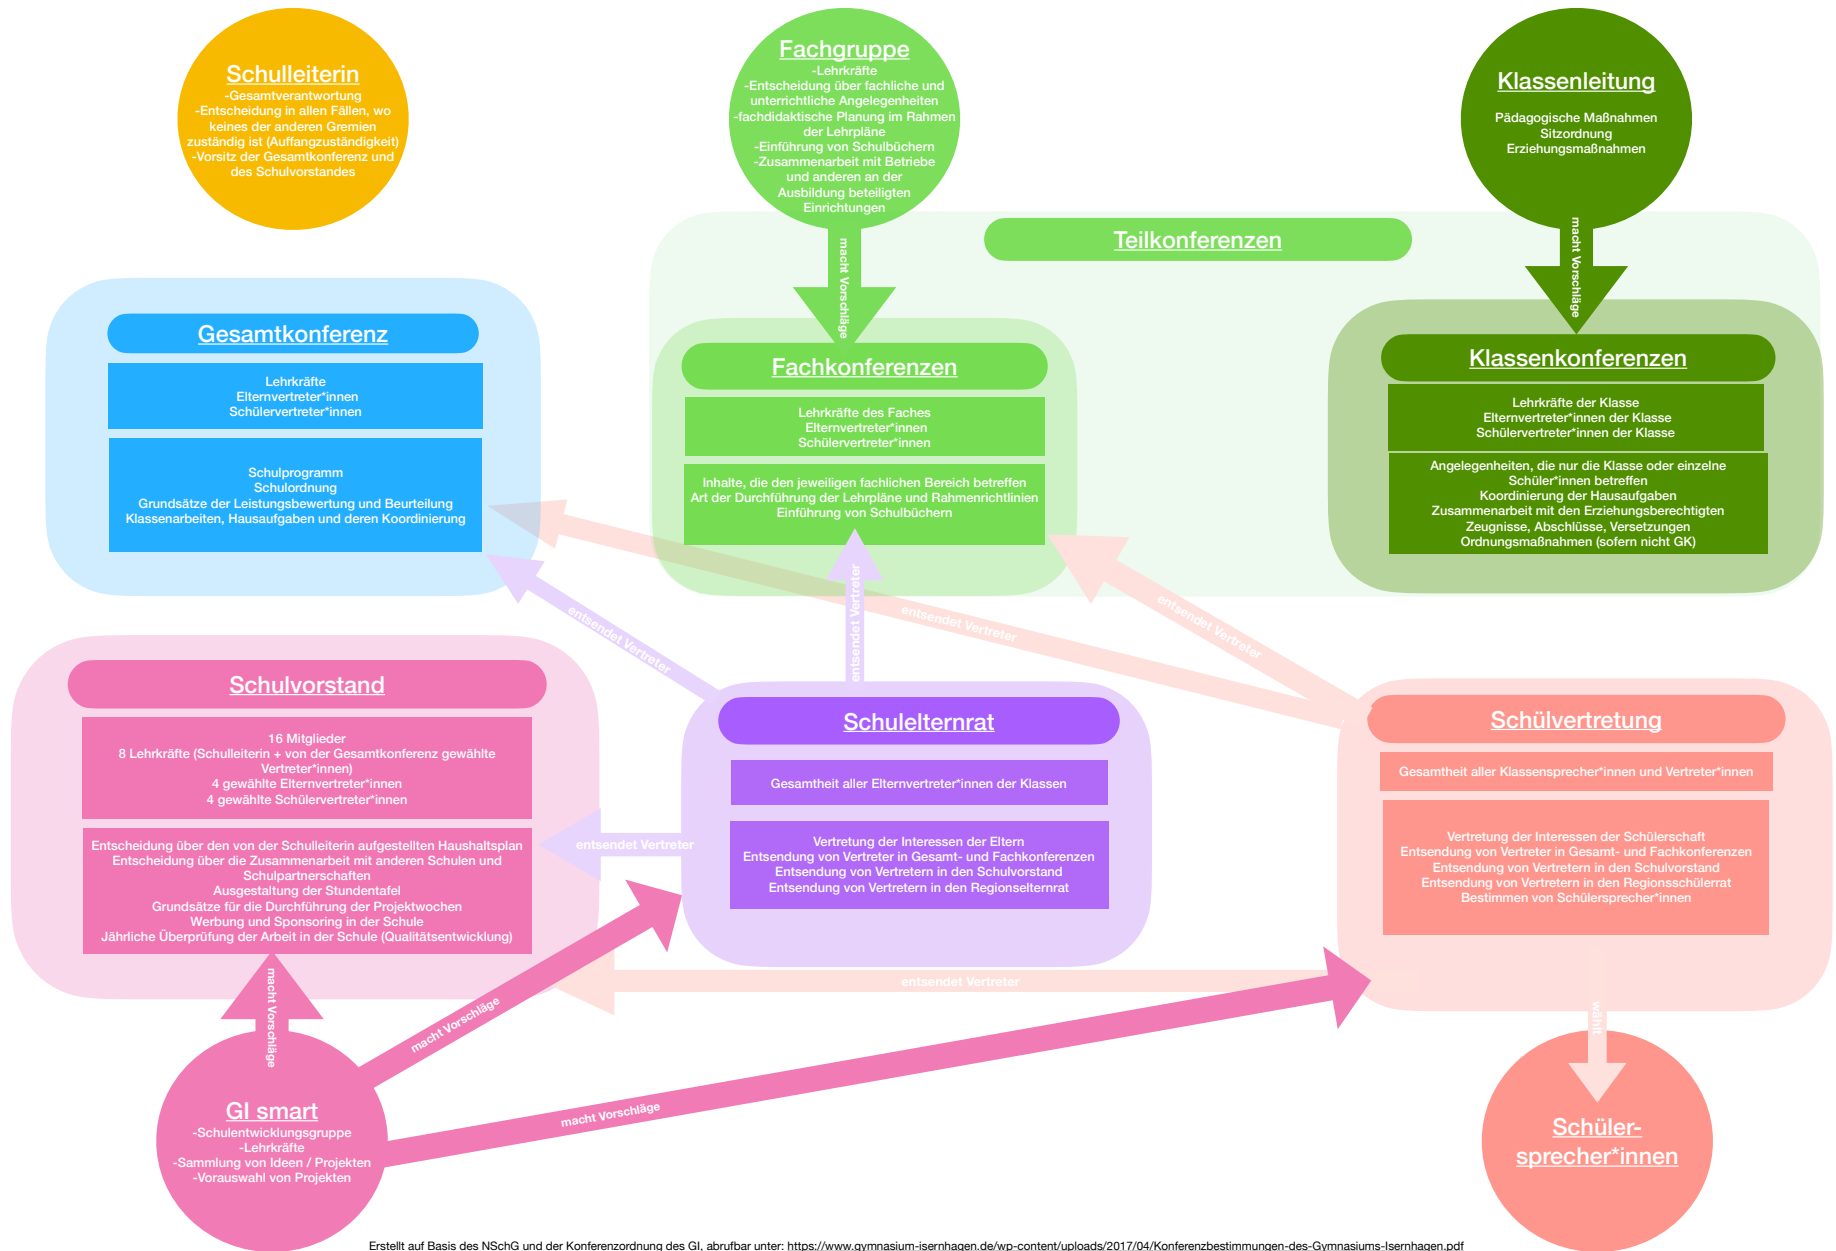 Schulleiterin
-Gesamtverantwortung
-Entscheidung in allen Fällen, wo
keines der anderen Gremien
zuständig ist (Auffangzuständigkeit)
-Vorsitz der Gesamtkonferenz und
des Schulvorstandes
Fachgruppe
-Lehrkräfte
-Entscheidung über fachliche und
unterrichtliche Angelegenheiten
-fachdidaktische Planung im Rahmen
der Lehrpläne
-Einführung von Schulbüchern
-Zusammenarbeit mit Betriebe
und anderen an der
Ausbildung beteiligten
Einrichtungen
macht Vorschläge
Klassenleitung
Pädagogische Maßnahmen
Sitzordnung
Erziehungsmaßnahmen
macht Vorschläge
Teilkonferenzen
Gesamtkonferenz
Lehrkräfte
Elternvertreter*innen
Schülervertreter*innen
Schulprogramm
Schulordnung
Grundsätze der Leistungsbewertung und Beurteilung
Klassenarbeiten, Hausaufgaben und deren Koordinierung
Fachkonferenzen
Lehrkräfte des Faches
Elternvertreter*innen
Schülervertreter*innen
Inhalte, die den jeweiligen fachlichen Bereich betreffen
Art der Durchführung der Lehrpläne und Rahmenrichtlinien
Einführung von Schulbüchern
Klassenkonferenzen
Lehrkräfte der Klasse
Elternvertreter*innen der Klasse
Schülervertreter*innen der Klasse
Angelegenheiten, die nur die Klasse oder einzelne
Schüler*innen betreffen
Koordinierung der Hausaufgaben
Zusammenarbeit mit den Erziehungsberechtigten
Zeugnisse, Abschlüsse, Versetzungen
Ordnungsmaßnahmen (sofern nicht GK)
entsendet Vertreter
entsendet Vertreter
entsendet Vertreter
entsendet Vertreter
Schulvorstand
16 Mitglieder
8 Lehrkräfte (Schulleiterin + von der Gesamtkonferenz gewählte
Vertreter*innen)
4 gewählte Elternvertreter*innen
4 gewählte Schülervertreter*innen
Entscheidung über den von der Schulleiterin aufgestellten Haushaltsplan
Entscheidung über die Zusammenarbeit mit anderen Schulen und
Schulpartnerschaften
Ausgestaltung der Stundentafel
Grundsätze für die Durchführung der Projektwochen
Werbung und Sponsoring in der Schule
Jährliche Überprüfung der Arbeit in der Schule (Qualitätsentwicklung)
entsendet Vertreter
Schulelternrat
Gesamtheit aller Elternvertreter*innen der Klassen
Vertretung der Interessen der Eltern
Entsendung von Vertreter in Gesamt- und Fachkonferenzen
Entsendung von Vertretern in den Schulvorstand
Entsendung von Vertretern in den Regionselternrat
Schülvertretung
Gesamtheit aller Klassensprecher*innen und Vertreter*innen
Vertretung der Interessen der Schülerschaft
Entsendung von Vertreter in Gesamt- und Fachkonferenzen
Entsendung von Vertretern in den Schulvorstand
Entsendung von Vertretern in den Regionsschülerrat
Bestimmen von Schülersprecher*innen
entsendet Vertreter
macht Vorschläge
macht Vorschläge
macht Vorschläge
wählt
GI smart
-Schulentwicklungsgruppe
-Lehrkräfte
-Sammlung von Ideen / Projekten
-Vorauswahl von Projekten
Schüler-
sprecher*innen
Erstellt auf Basis des NSchG und der Konferenzordnung des GI, abrufbar unter: https://www.gymnasium-isernhagen.de/wp-content/uploads/2017/04/Konferenzbestimmungen-des-Gymnasiums-Isernhagen.pdf